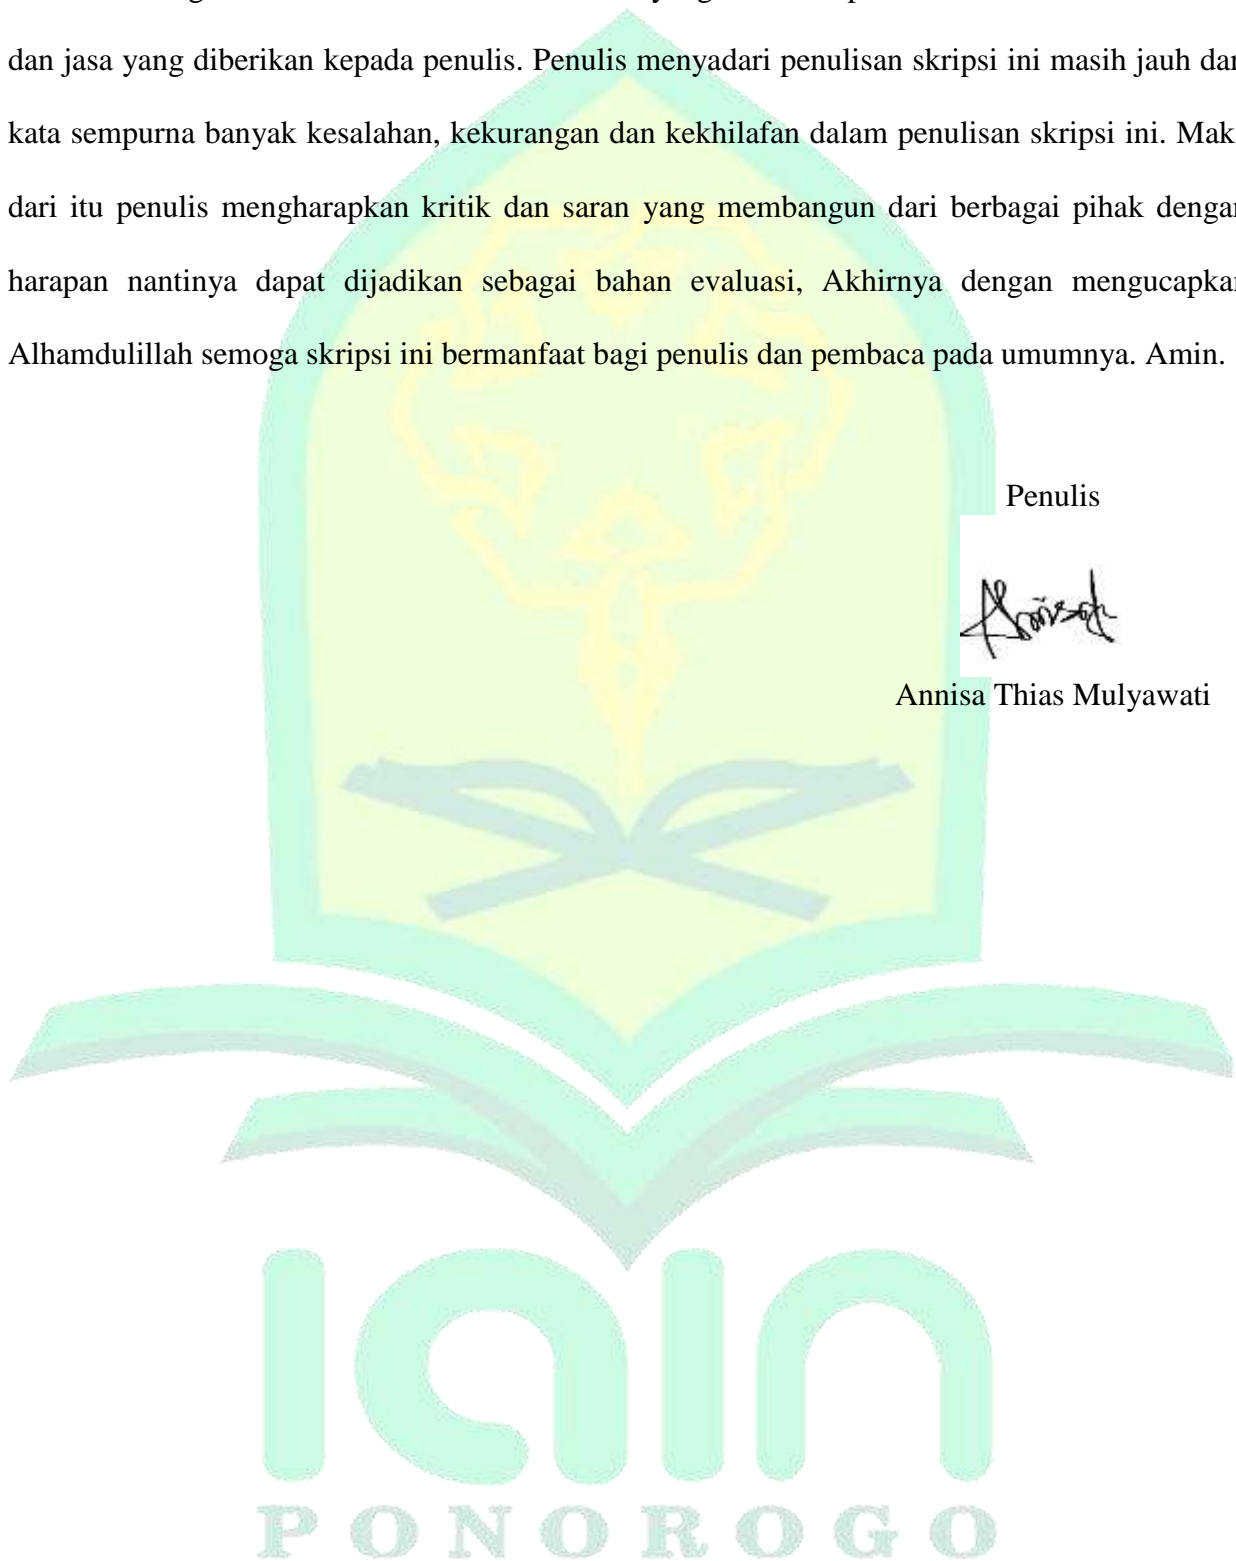 dan jasa yang diberikan kepada penulis. Penulis menyadari penulisan skripsi ini masih jauh dar
kata sempurna banyak kesalahan, kekurangan dan kekhilafan dalam penulisan skripsi ini. Mak
dari itu penulis mengharapkan kritik dan saran yang membangun dari berbagai pihak dengan
harapan nantinya dapat dijadikan sebagai bahan evaluasi, Akhirnya dengan mengucapkan
Alhamdulillah semoga skripsi ini bermanfaat bagi penulis dan pembaca pada umumnya. Amin.
Penulis
Annisa Thias Mulyawati
IAIN
PONOROGO